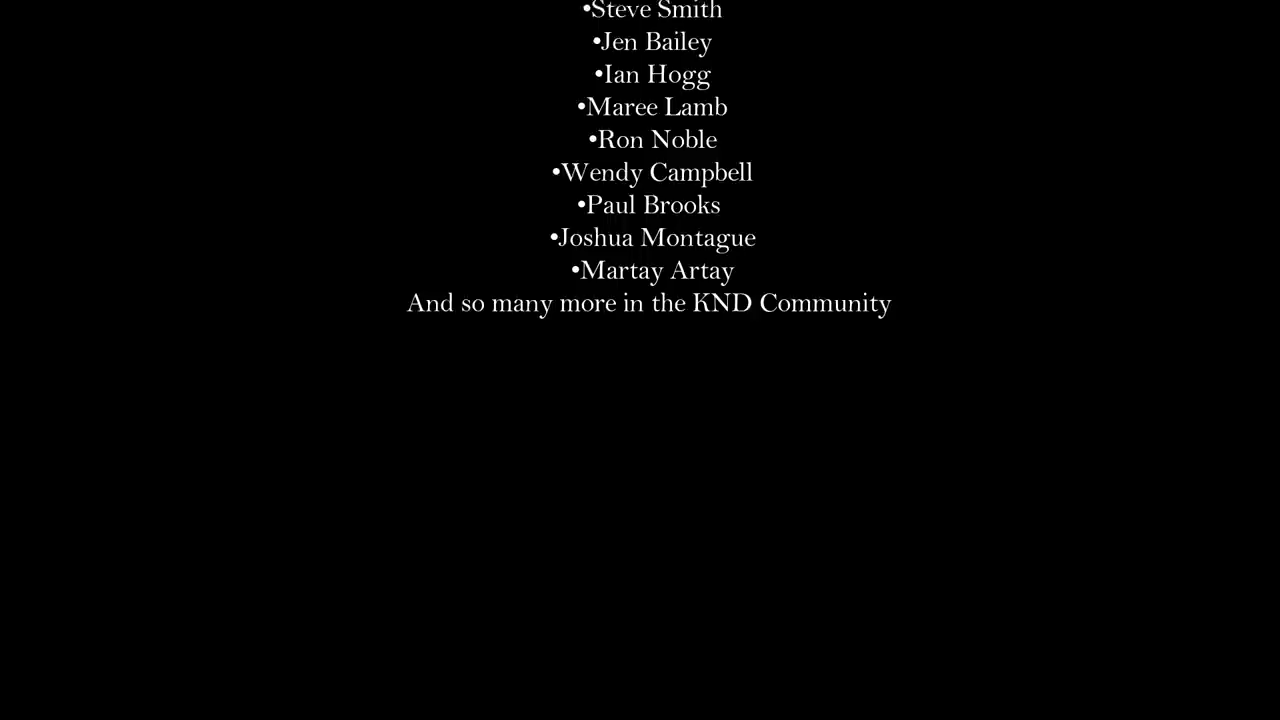 •Steve Smith
•Jen Bailey
•Ian Hogg
•Maree Lamb
•Ron Noble
•Wendy Campbell
•Paul Brooks
•Joshua Montague
•Martay Artay
And so many more in the KND Community